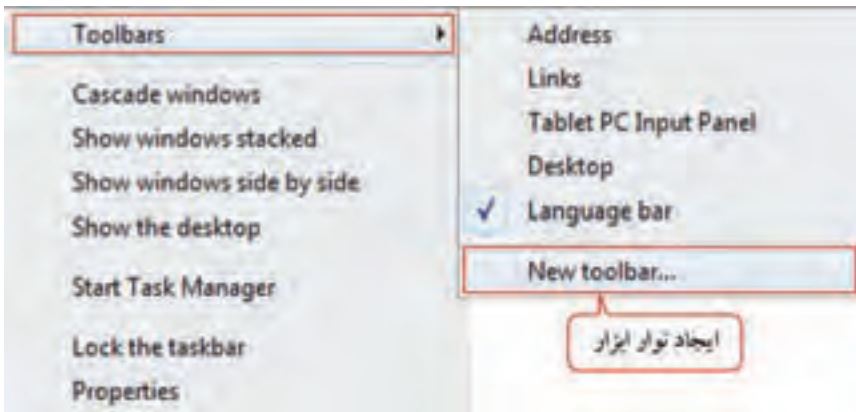 Toolbars
Cascade windows
Show windows stacked
Show windows side by side
Show the desktop
Start Task Manager
Lock the taskbar
Properties
Address
Links
Tablet PC Input Panel
Desktop
Language bar
New toolbar...
ایجاد نوار ابزار